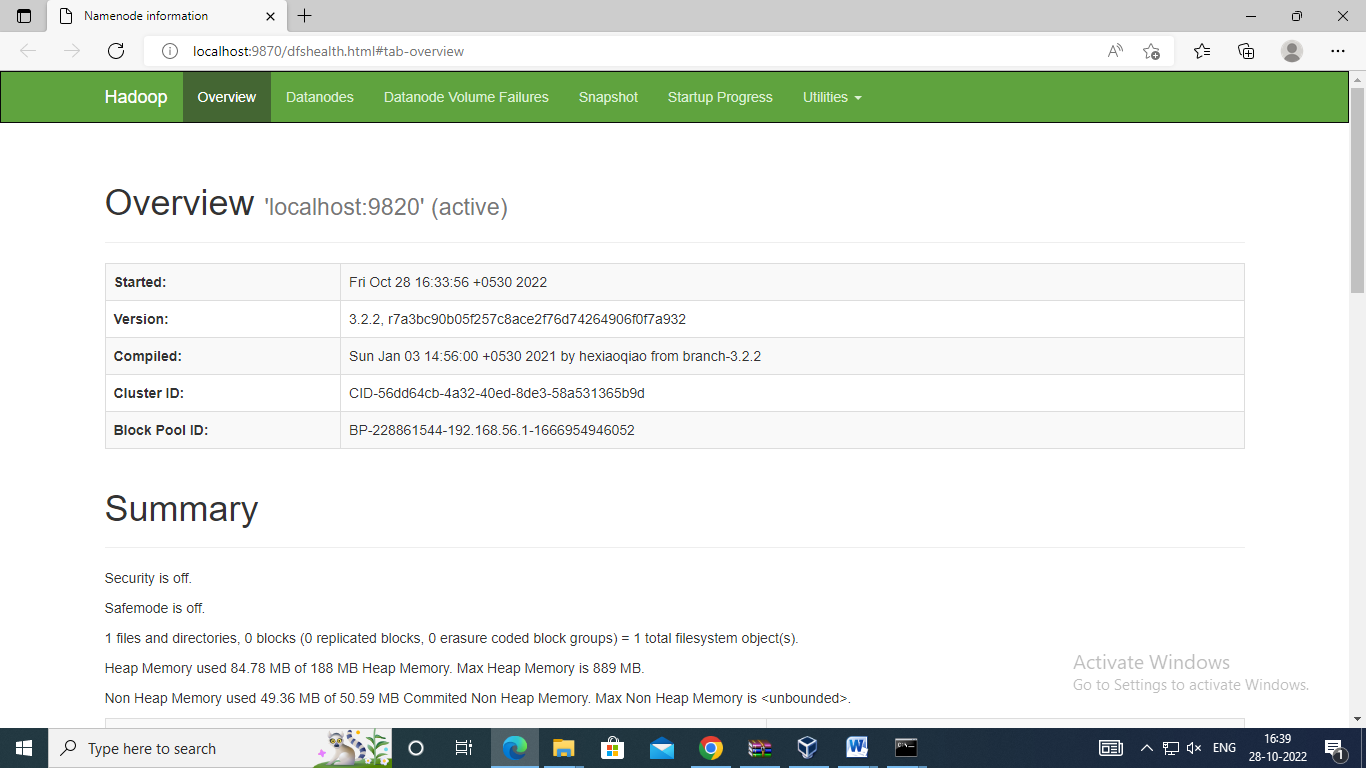 Namenode information
localhost:9870/dfshealth.html#tab-overview
Hadoop Overview Datanodes Datanode Volume Failures Snapshot Startup Progress Utilities
Overview 'localhost:9820' (active)
Started: Fri Oct 28 16:33:56 +0530 2022
Version: 3.2.2, r7a3bc90b05f257c8ace2f76d74264906f0f7a932
Compiled: Sun Jan 03 14:56:00 +0530 2021 by hexiaoqiao from branch-3.2.2
Cluster ID: CID-56dd64cb-4a32-40ed-8de3-58a531365b9d
Block Pool ID: BP-228861544-192.168.56.1-1666954946052
Summary
Security is off.
Safemode is off.
1 files and directories, 0 blocks (0 replicated blocks, 0 erasure coded block groups) = 1 total filesystem object(s).
Heap Memory used 84.78 MB of 188 MB Heap Memory. Max Heap Memory is 889 MB.
Non Heap Memory used 49.36 MB of 50.59 MB Commited Non Heap Memory. Max Non Heap Memory is <unbounded>.
Activate Windows
Go to Settings to activate Windows.
Type here to search
ENG
16:39
28-10-2022
1